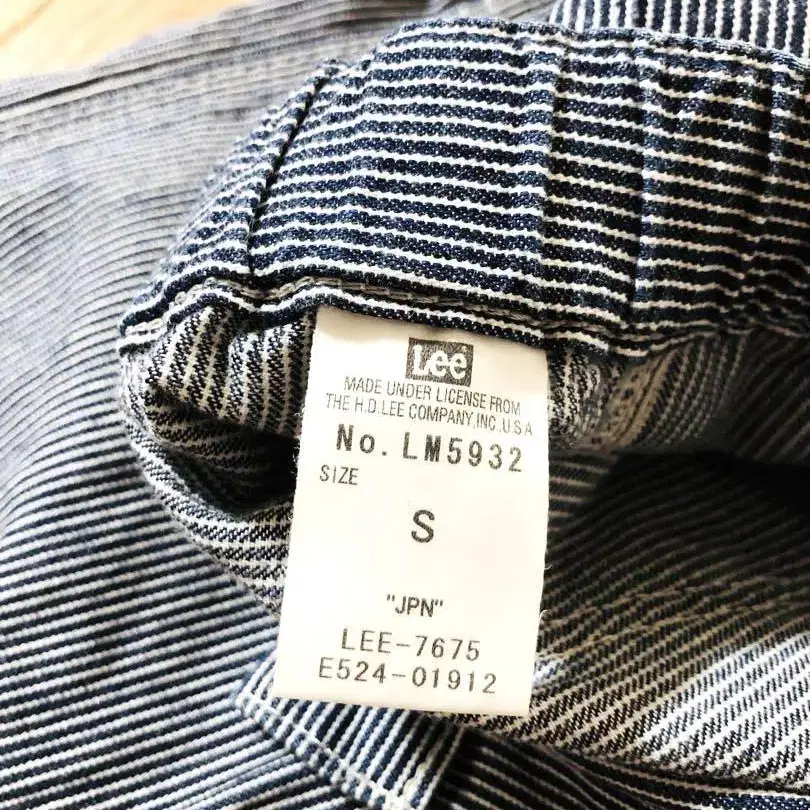 Lee
MADE UNDER LICENSE FROM
THE H.D.LEE COMPANY,INC.U.S.A
No. LM5932
SIZE
S
"JPN"
LEE-7675
E524-01912